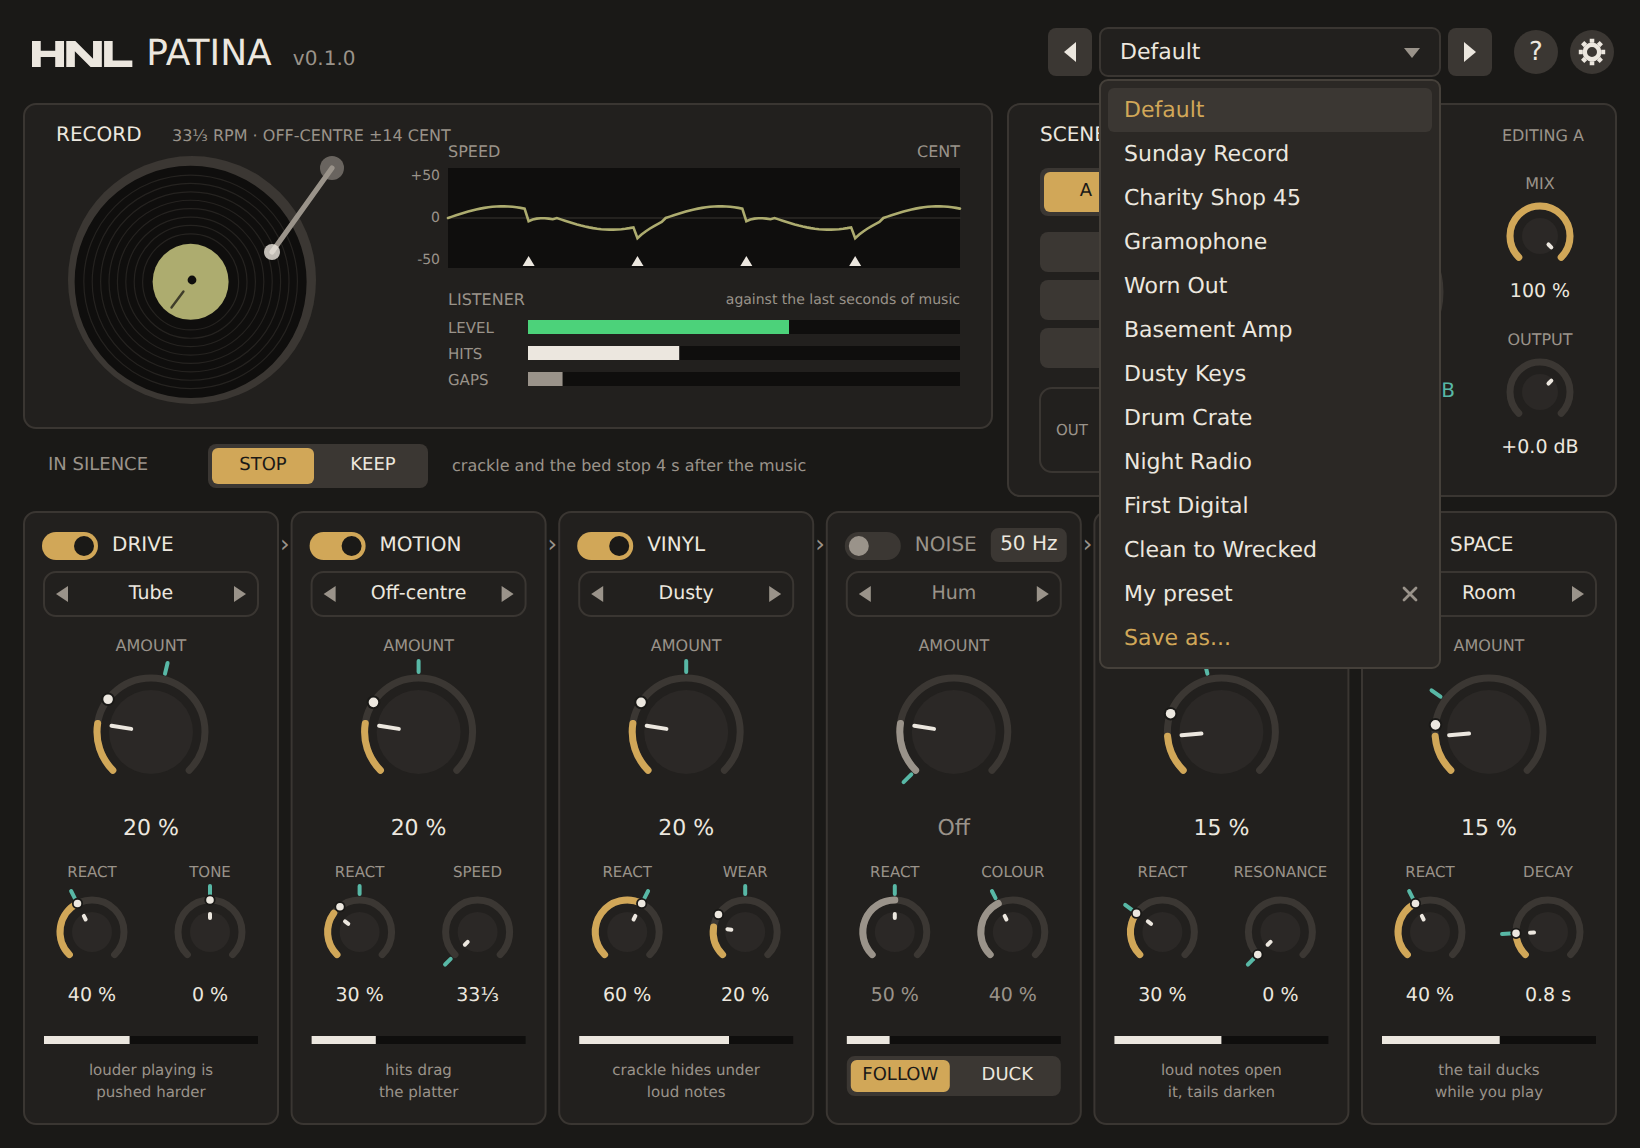 HNL PATINA v0.1.0
Default
?
RECORD 33⅓ RPM · OFF-CENTRE ±14 CENT
SPEED CENT
+50
0
-50
LISTENER against the last seconds of music
LEVEL
HITS
GAPS
IN SILENCE STOP KEEP crackle and the bed stop 4 s after the music
SCENE
EDITING A
A
MIX
100 %
OUTPUT
B
OUT
+0.0 dB
Default
Sunday Record
Charity Shop 45
Gramophone
Worn Out
Basement Amp
Dusty Keys
Drum Crate
Night Radio
First Digital
Clean to Wrecked
My preset
Save as...
DRIVE
Tube
AMOUNT
20 %
REACT TONE
40 % 0 %
louder playing is
pushed harder
MOTION
Off-centre
AMOUNT
20 %
REACT SPEED
30 % 33⅓
hits drag
the platter
VINYL
Dusty
AMOUNT
20 %
REACT WEAR
60 % 20 %
crackle hides under
loud notes
NOISE 50 Hz
Hum
AMOUNT
Off
REACT COLOUR
50 % 40 %
FOLLOW DUCK
15 %
REACT RESONANCE
30 % 0 %
loud notes open
it, tails darken
SPACE
Room
AMOUNT
15 %
REACT DECAY
40 % 0.8 s
the tail ducks
while you play